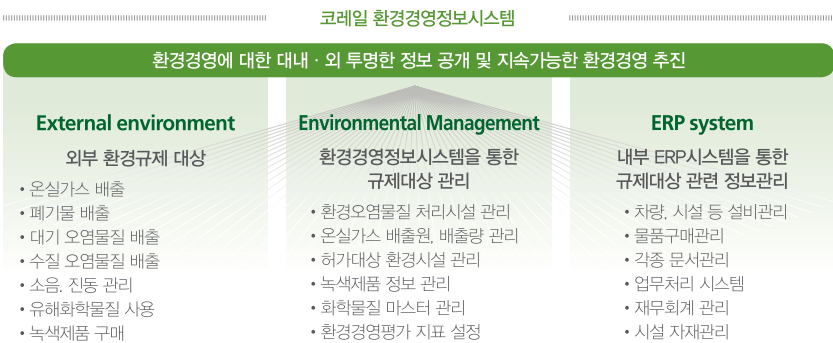 코레일 환경경영정보시스템
환경경영에 대한 대내 · 외 투명한 정보 공개 및 지속가능한 환경경영 추진
External environment
외부 환경규제 대상
• 온실가스 배출
• 폐기물 배출
• 대기 오염물질 배출
• 수질 오염물질 배출
• 소음, 진동 관리
• 유해화학물질 사용
• 녹색제품 구매
Environmental Management
환경경영정보시스템을 통한
규제대상 관리
• 환경오염물질 처리시설 관리
• 온실가스 배출원, 배출량 관리
• 허가대상 환경시설 관리
• 녹색제품 정보 관리
• 화학물질 마스터 관리
• 환경경영평가 지표 설정
ERP system
내부 ERP시스템을 통한
규제대상 관련 정보관리
• 차량, 시설 등 설비관리
• 물품구매관리
• 각종 문서관리
• 업무처리 시스템
• 재무회계 관리
• 시설 자재관리